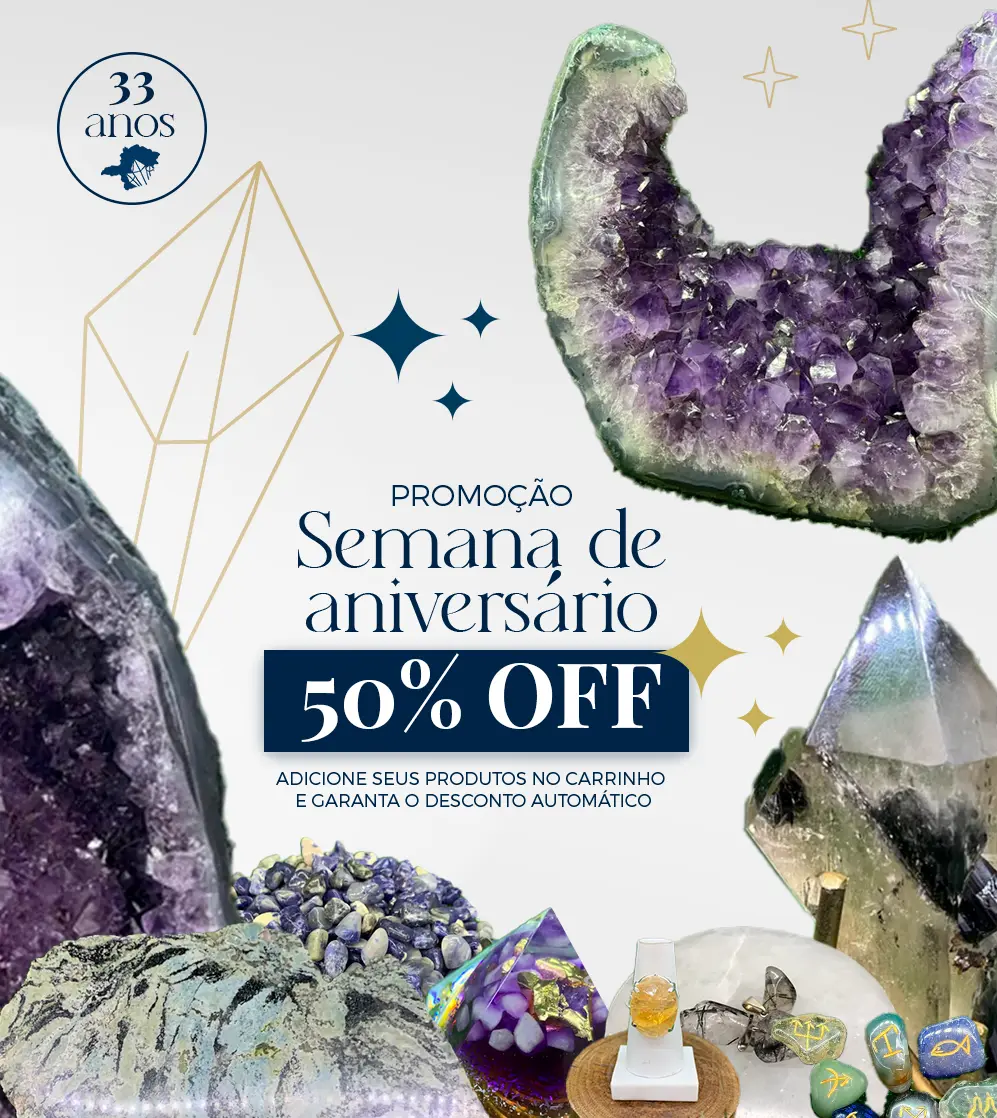 33
anos
PROMOÇÃO
Semana de
aniversário
50% OFF
ADICIONE SEUS PRODUTOS NO CARRINHO
E GARANTA O DESCONTO AUTOMÁTICO